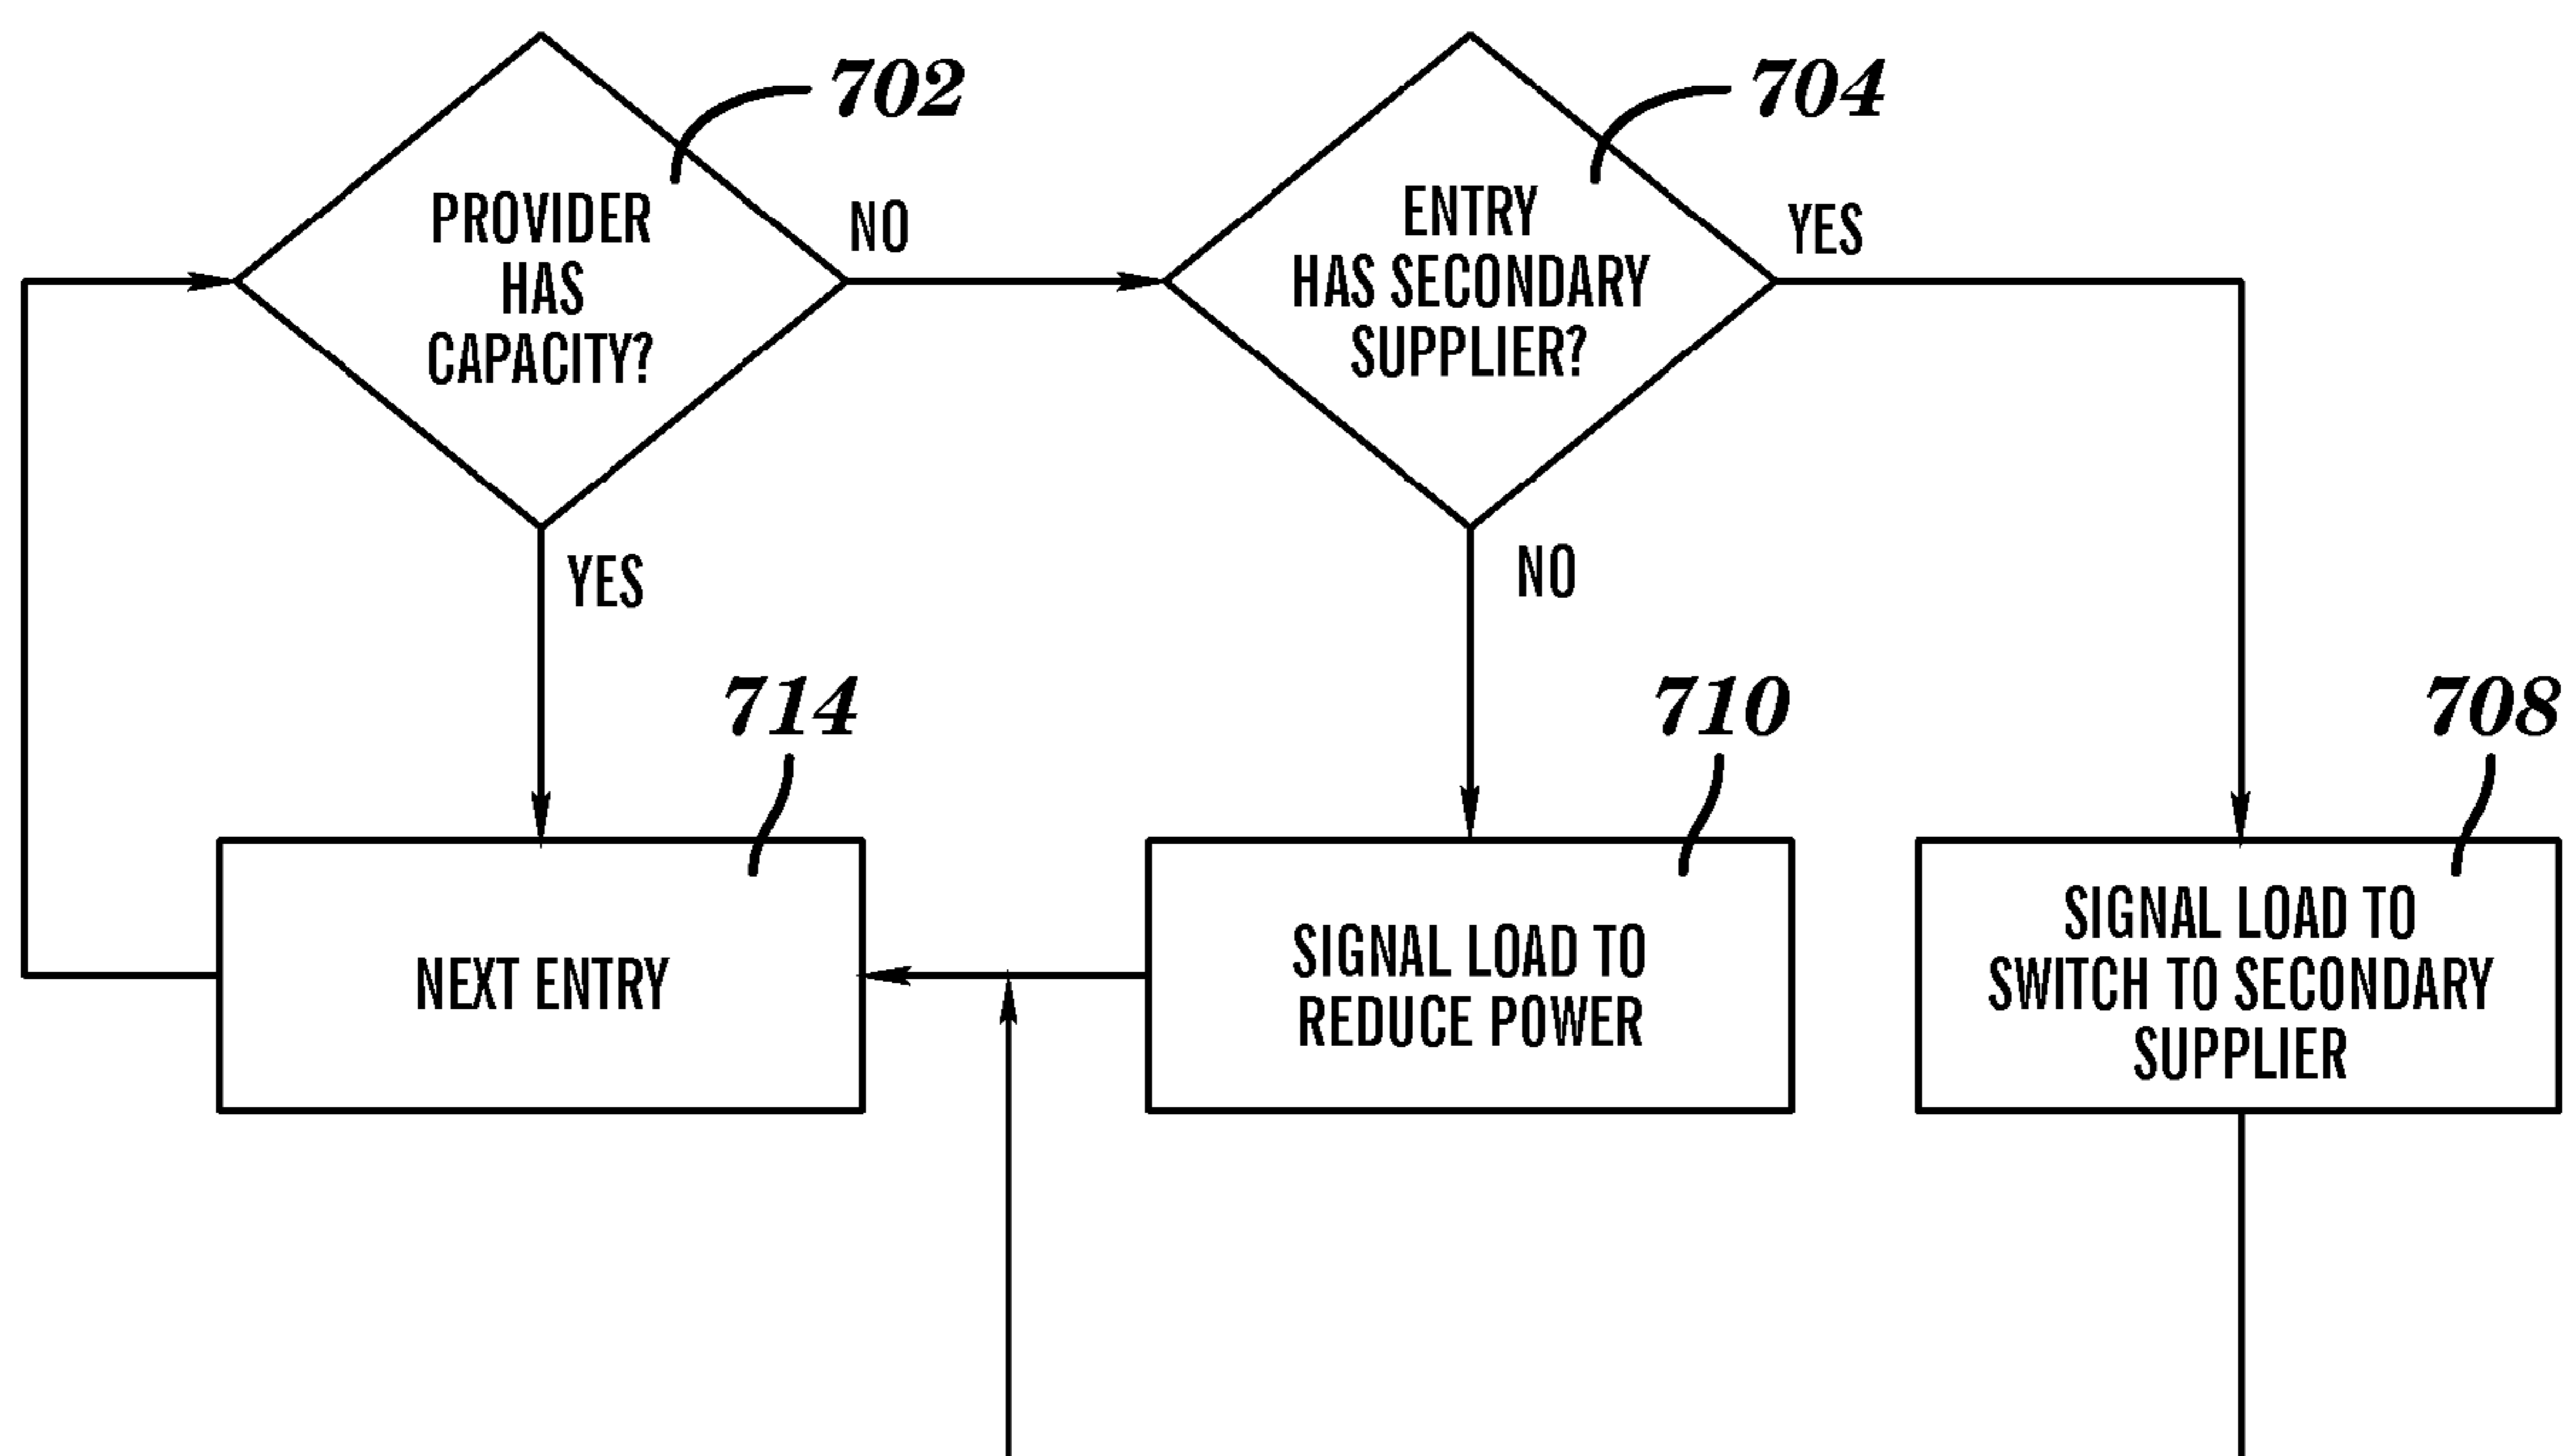 702
PROVIDER
HAS
CAPACITY?
NO
YES
704
ENTRY
HAS SECONDARY
SUPPLIER?
YES
NO
714
NEXT ENTRY
710
SIGNAL LOAD TO
REDUCE POWER
708
SIGNAL LOAD TO
SWITCH TO SECONDARY
SUPPLIER